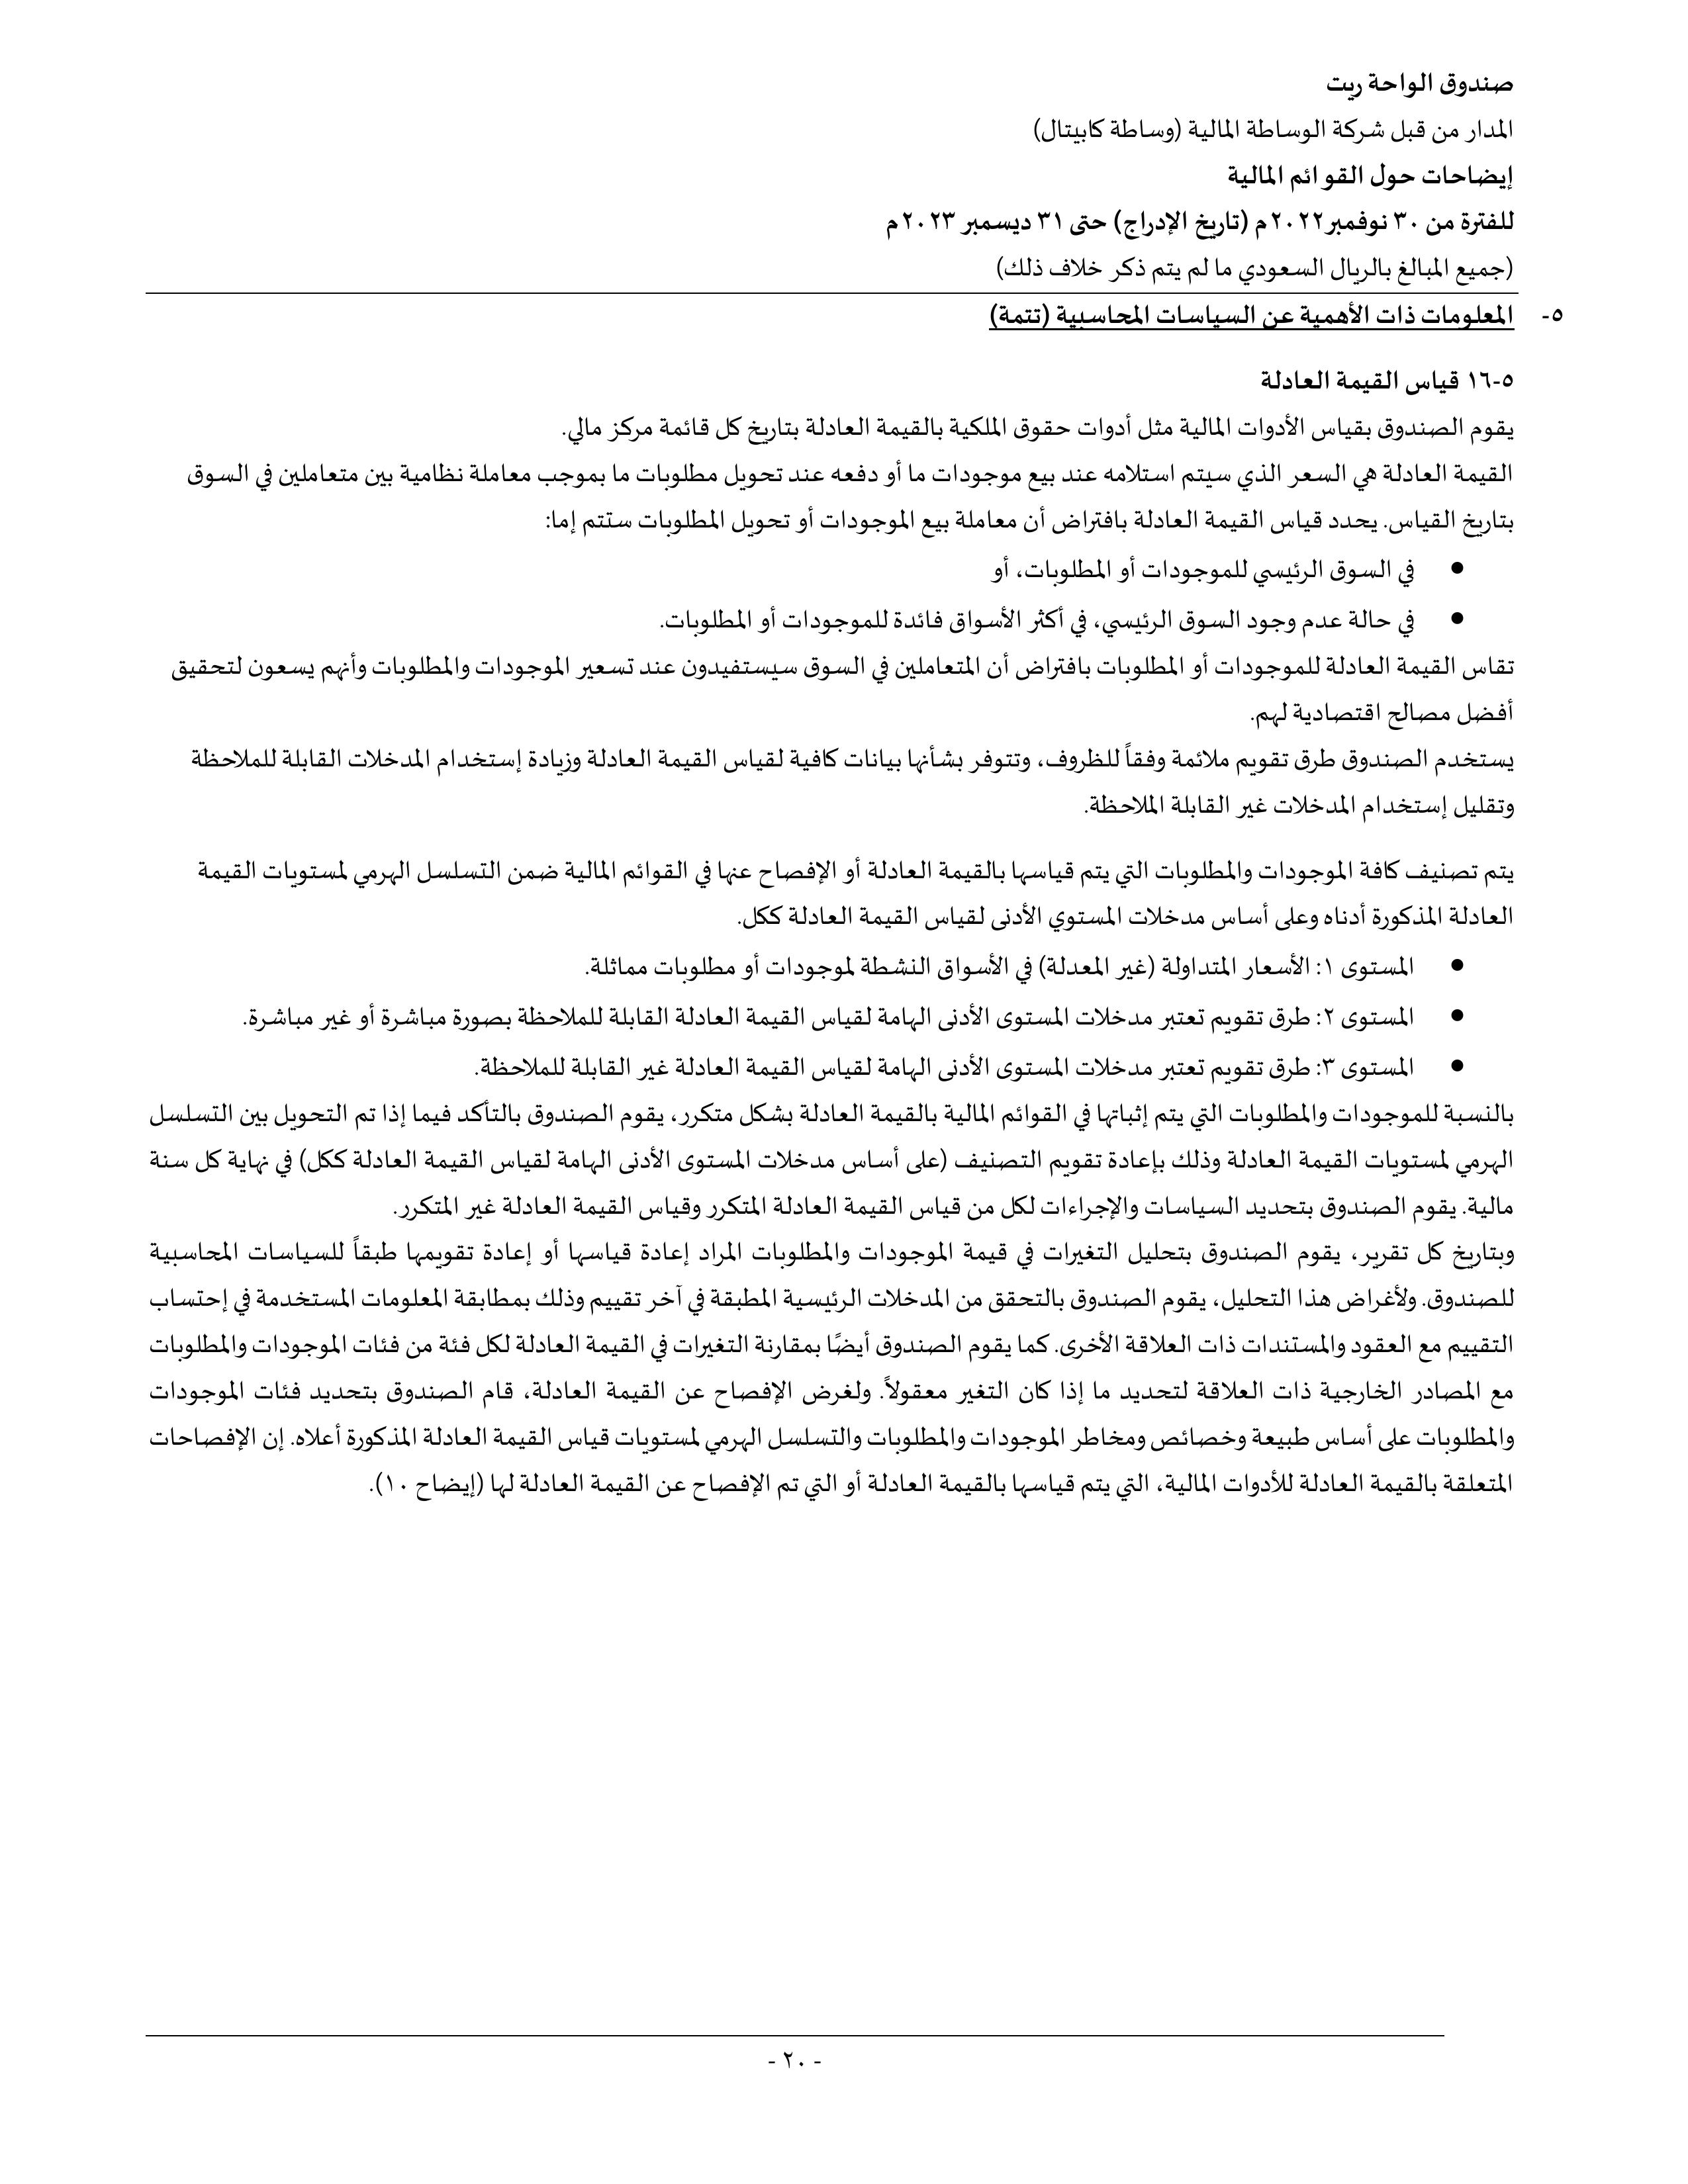 صندوق الواحة ريت
المدار من قبل شركة الوساطة المالية (وساطة كابيتال)
إيضاحات حول القوائم المالية
للفترة من ٣٠ نوفمبر٢٠٢٢م (تاريخ الإدراج) حتى ٣١ ديسمبر ٢٠٢٣م
(جميع المبالغ بالريال السعودي ما لم يتم ذكر خلاف ذلك)
٥- المعلومات ذات الأهمية عن السياسات المحاسبية (تتمة)
٥-١٦ قياس القيمة العادلة
يقوم الصندوق بقياس الأدوات المالية مثل أدوات حقوق الملكية بالقيمة العادلة بتاريخ كل قائمة مركز مالي.
القيمة العادلة هي السعر الذي سيتم استلامه عند بيع موجودات ما أو دفعه عند تحويل مطلوبات ما بموجب معاملة نظامية بين متعاملين في السوق
بتاريخ القياس. يحدد قياس القيمة العادلة بافتراض أن معاملة بيع الموجودات أو تحويل المطلوبات ستتم إما:
● في السوق الرئيسي للموجودات أو المطلوبات، أو
● في حالة عدم وجود السوق الرئيسي، في أكثر الأسواق فائدة للموجودات أو المطلوبات.
تقاس القيمة العادلة للموجودات أو المطلوبات بافتراض أن المتعاملين في السوق سيستفيدون عند تسعير الموجودات والمطلوبات وأنهم يسعون لتحقيق
أفضل مصالح اقتصادية لهم.
يستخدم الصندوق طرق تقويم ملائمة وفقاً للظروف، وتتوفر بشأنها بيانات كافية لقياس القيمة العادلة وزيادة إستخدام المدخلات القابلة للملاحظة
وتقليل إستخدام المدخلات غير القابلة الملاحظة.
يتم تصنيف كافة الموجودات والمطلوبات التي يتم قياسها بالقيمة العادلة أو الإفصاح عنها في القوائم المالية ضمن التسلسل الهرمي لمستويات القيمة
العادلة المذكورة أدناه وعلى أساس مدخلات المستوي الأدنى لقياس القيمة العادلة ككل.
● المستوى ١: الأسعار المتداولة (غير المعدلة) في الأسواق النشطة لموجودات أو مطلوبات مماثلة.
● المستوى ٢: طرق تقويم تعتبر مدخلات المستوى الأدنى الهامة لقياس القيمة العادلة القابلة للملاحظة بصورة مباشرة أو غير مباشرة.
● المستوى ٣: طرق تقويم تعتبر مدخلات المستوى الأدنى الهامة لقياس القيمة العادلة غير القابلة للملاحظة.
بالنسبة للموجودات والمطلوبات التي يتم إثباتها في القوائم المالية بالقيمة العادلة بشكل متكرر، يقوم الصندوق بالتأكد فيما إذا تم التحويل بين التسلسل
الهرمي لمستويات القيمة العادلة وذلك بإعادة تقويم التصنيف (على أساس مدخلات المستوى الأدنى الهامة لقياس القيمة العادلة ككل) في نهاية كل سنة
مالية. يقوم الصندوق بتحديد السياسات والإجراءات لكل من قياس القيمة العادلة المتكرر وقياس القيمة العادلة غير المتكرر.
وبتاريخ كل تقرير، يقوم الصندوق بتحليل التغيرات في قيمة الموجودات والمطلوبات المراد إعادة قياسها أو إعادة تقويمها طبقاً للسياسات المحاسبية
للصندوق. ولأغراض هذا التحليل، يقوم الصندوق بالتحقق من المدخلات الرئيسية المطبقة في آخر تقييم وذلك بمطابقة المعلومات المستخدمة في إحتساب
التقييم مع العقود والمستندات ذات العلاقة الأخرى. كما يقوم الصندوق أيضًا بمقارنة التغيرات في القيمة العادلة لكل فئة من فئات الموجودات والمطلوبات
مع المصادر الخارجية ذات العلاقة لتحديد ما إذا كان التغير معقولاً. ولغرض الإفصاح عن القيمة العادلة، قام الصندوق بتحديد فئات الموجودات
والمطلوبات على أساس طبيعة وخصائص ومخاطر الموجودات والمطلوبات والتسلسل الهرمي لمستويات قياس القيمة العادلة المذكورة أعلاه. إن الإفصاحات
المتعلقة بالقيمة العادلة للأدوات المالية، التي يتم قياسها بالقيمة العادلة أو التي تم الإفصاح عن القيمة العادلة لها (إيضاح ١٠).
- ٢٠ -